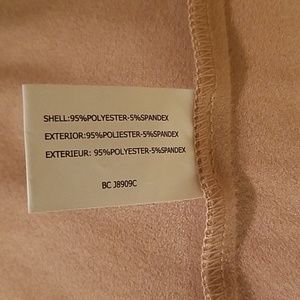 SHELL:95%POLYESTER-5%SPANDEX
EXTERIOR:95%POLIESTER-5%SPANDEX
EXTERIEUR: 95%POLYESTER-5%SPANDEX
BC J8909C